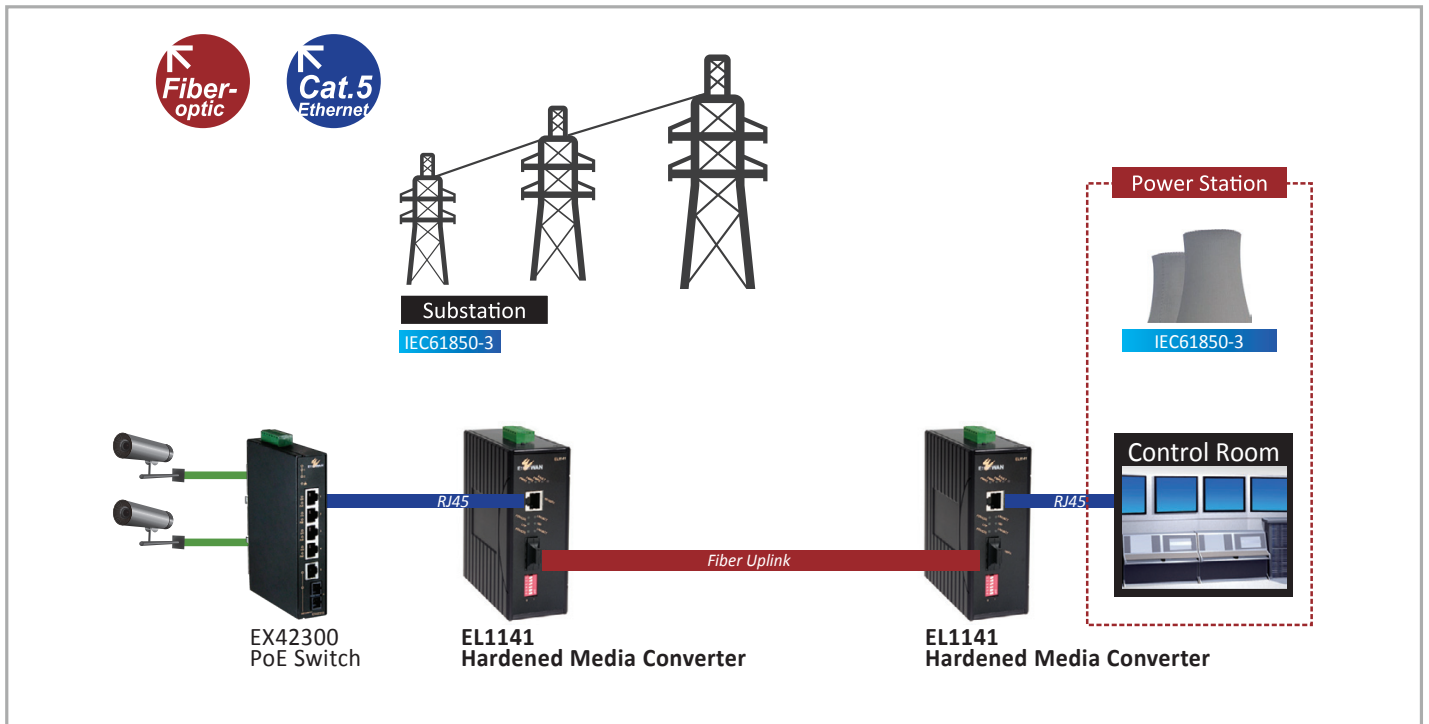 Fiber-
optic
Cat.5
Ethernet
Power Station
Substation
IEC61850-3
IEC61850-3
Control Room
RJ45
RJ45
Fiber Uplink
EX42300
PoE Switch
EL1141
Hardened Media Converter
EL1141
Hardened Media Converter